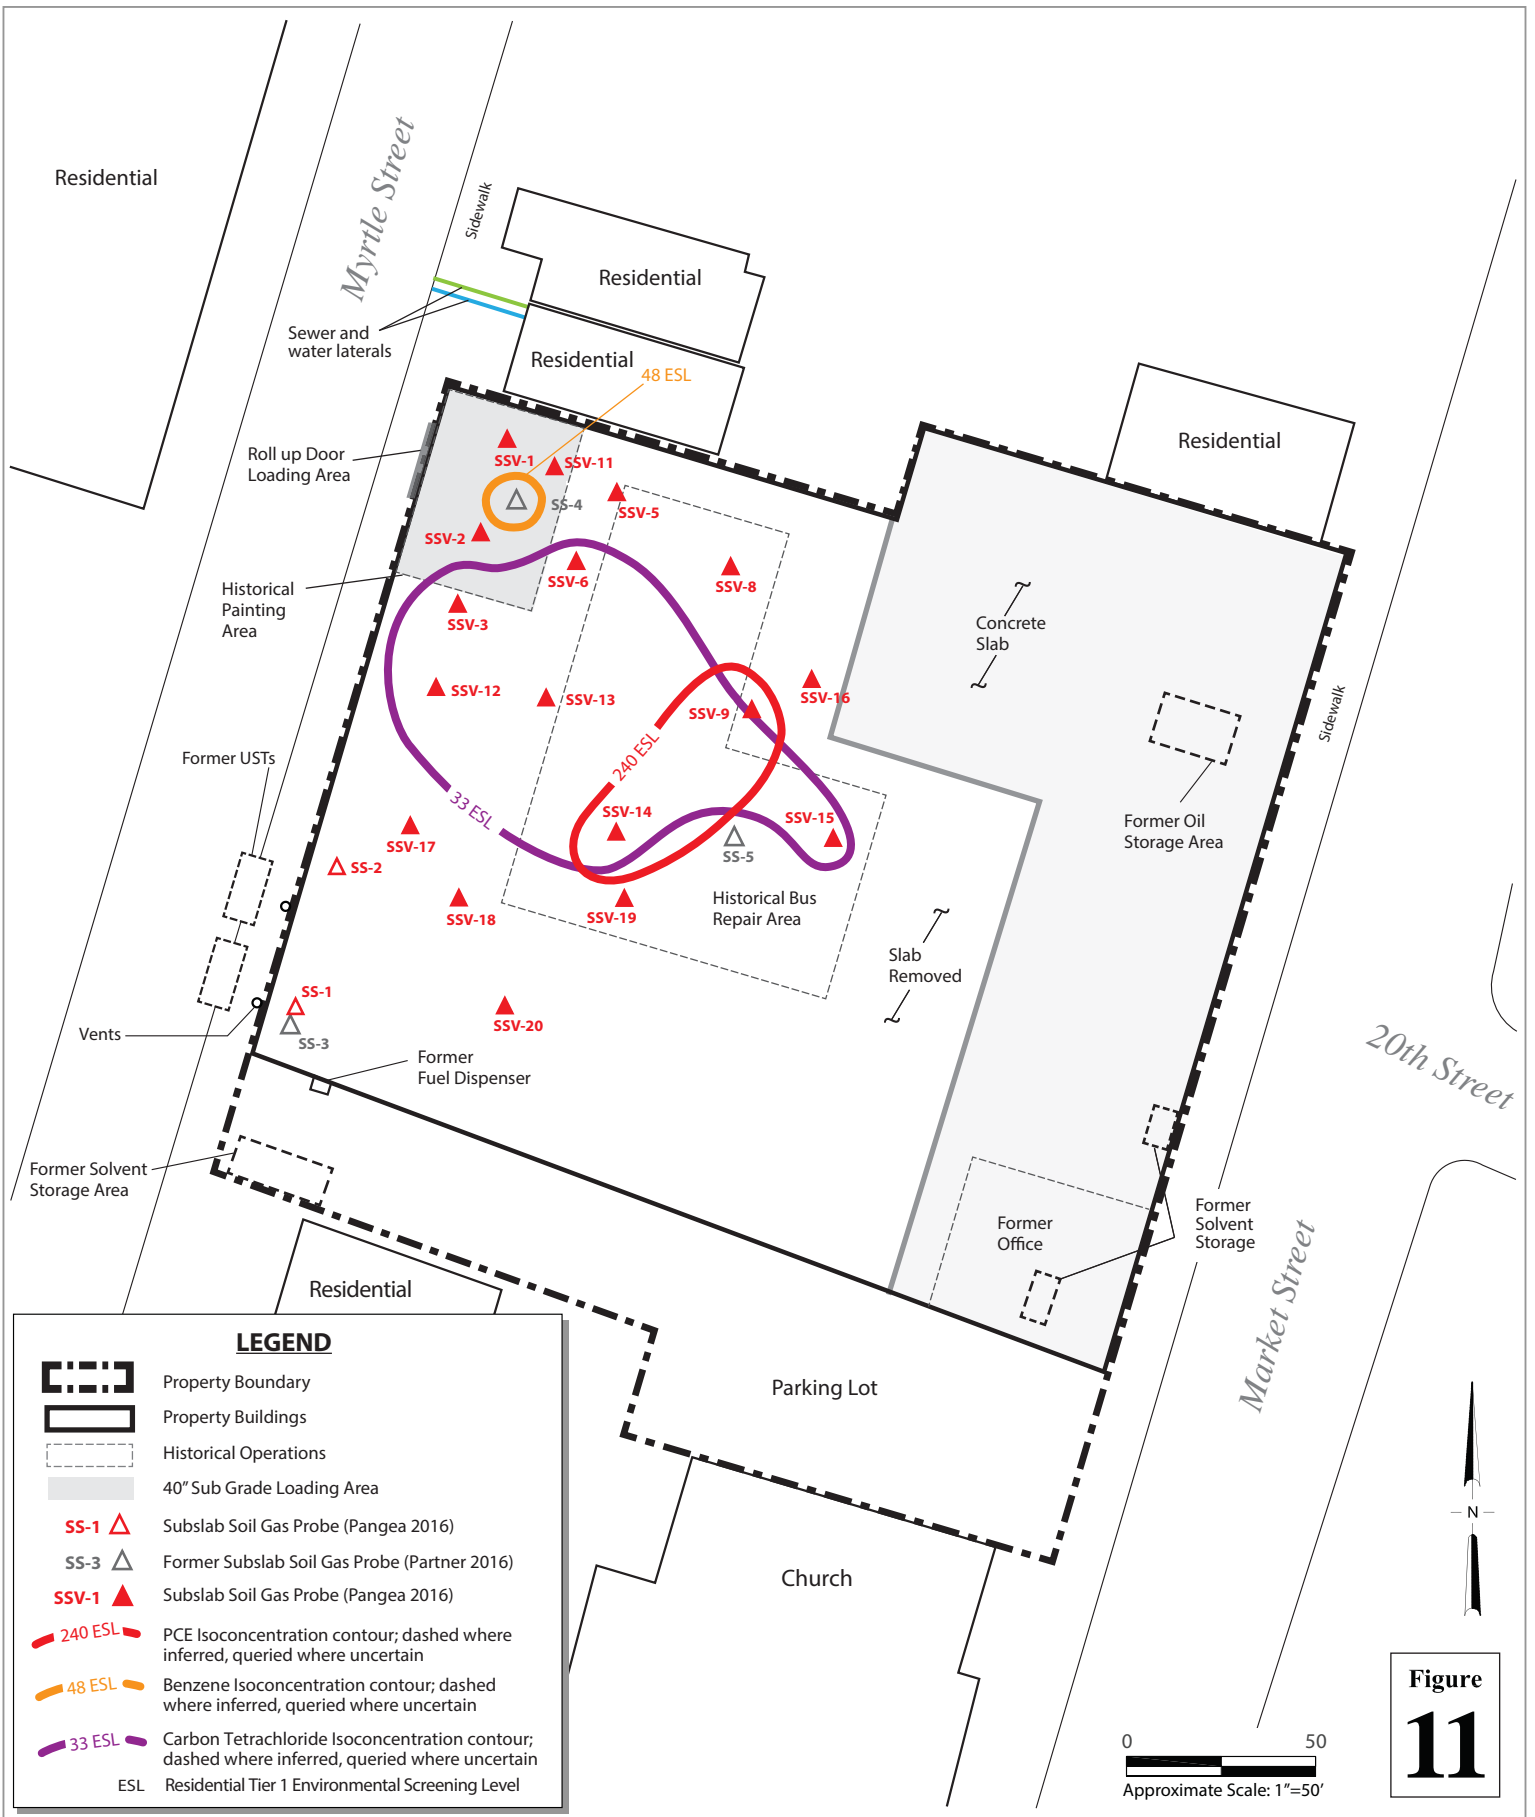 Residential
Myrtle Street
Sidewalk
Residential
Sewer and
water laterals
Residential
48 ESL
Residential
Roll up Door
Loading Area
SSV-1
SSV-11
SS-4
SSV-5
SSV-2
SSV-6
SSV-8
Historical
Painting
Area
SSV-3
Concrete
Slab
SSV-12
SSV-13
SSV-16
SSV-9
Sidewalk
240 ESL
Former USTs
33 ESL
SSV-14
SSV-15
Former Oil
Storage Area
SSV-17
SS-2
SS-5
SSV-18
SSV-19
Historical Bus
Repair Area
Slab
Removed
SS-1
SSV-20
Vents
SS-3
20th Street
Former
Fuel Dispenser
Former Solvent
Storage Area
Former
Office
Former
Solvent
Storage
Market Street
Residential
Parking Lot
Church
LEGEND
Property Boundary
Property Buildings
Historical Operations
40” Sub Grade Loading Area
SS-1 Subslab Soil Gas Probe (Pangea 2016)
SS-3 Former Subslab Soil Gas Probe (Partner 2016)
SSV-1 Subslab Soil Gas Probe (Pangea 2016)
240 ESL PCE Isoconcentration contour; dashed where
inferred, queried where uncertain
48 ESL Benzene Isoconcentration contour; dashed
where inferred, queried where uncertain
33 ESL Carbon Tetrachloride Isoconcentration contour;
dashed where inferred, queried where uncertain
ESL Residential Tier 1 Environmental Screening Level
N
0 50
Approximate Scale: 1”=50’
Figure
11